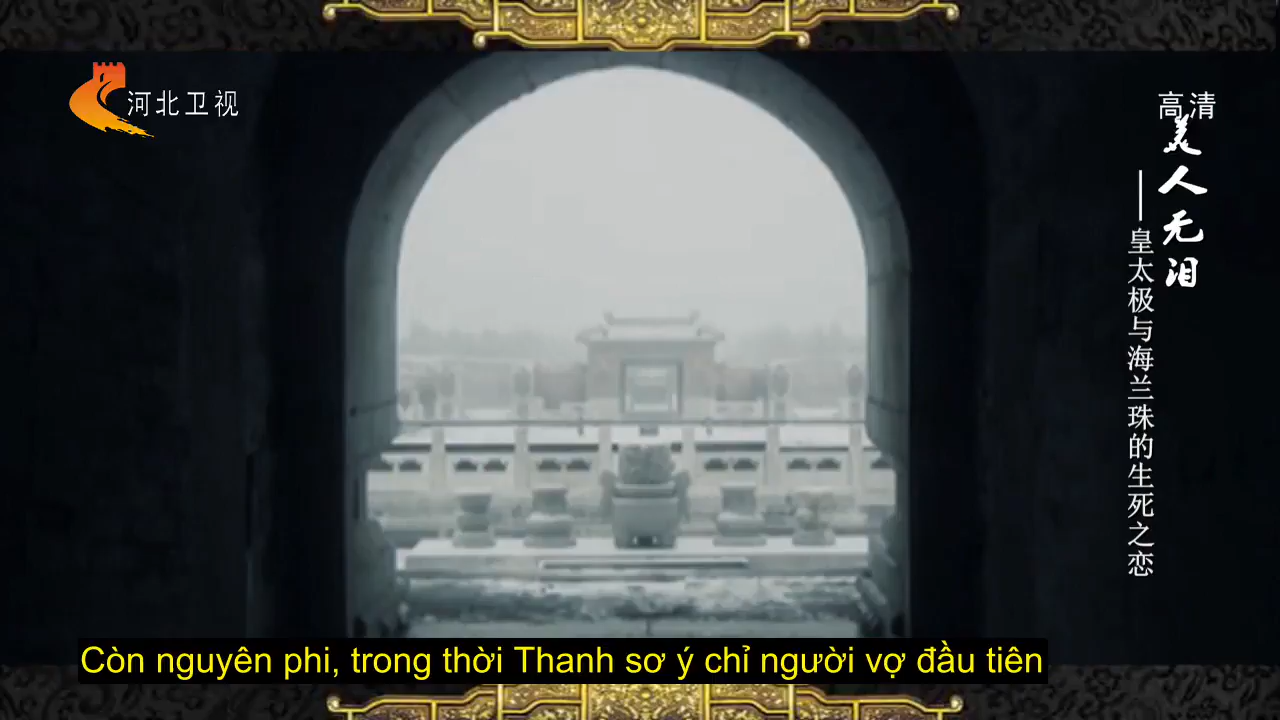 河北卫视
高清
美人无泪
——皇太极与海兰珠的生死之恋
Còn nguyên phi, trong thời Thanh sơ ý chỉ người vợ đầu tiên